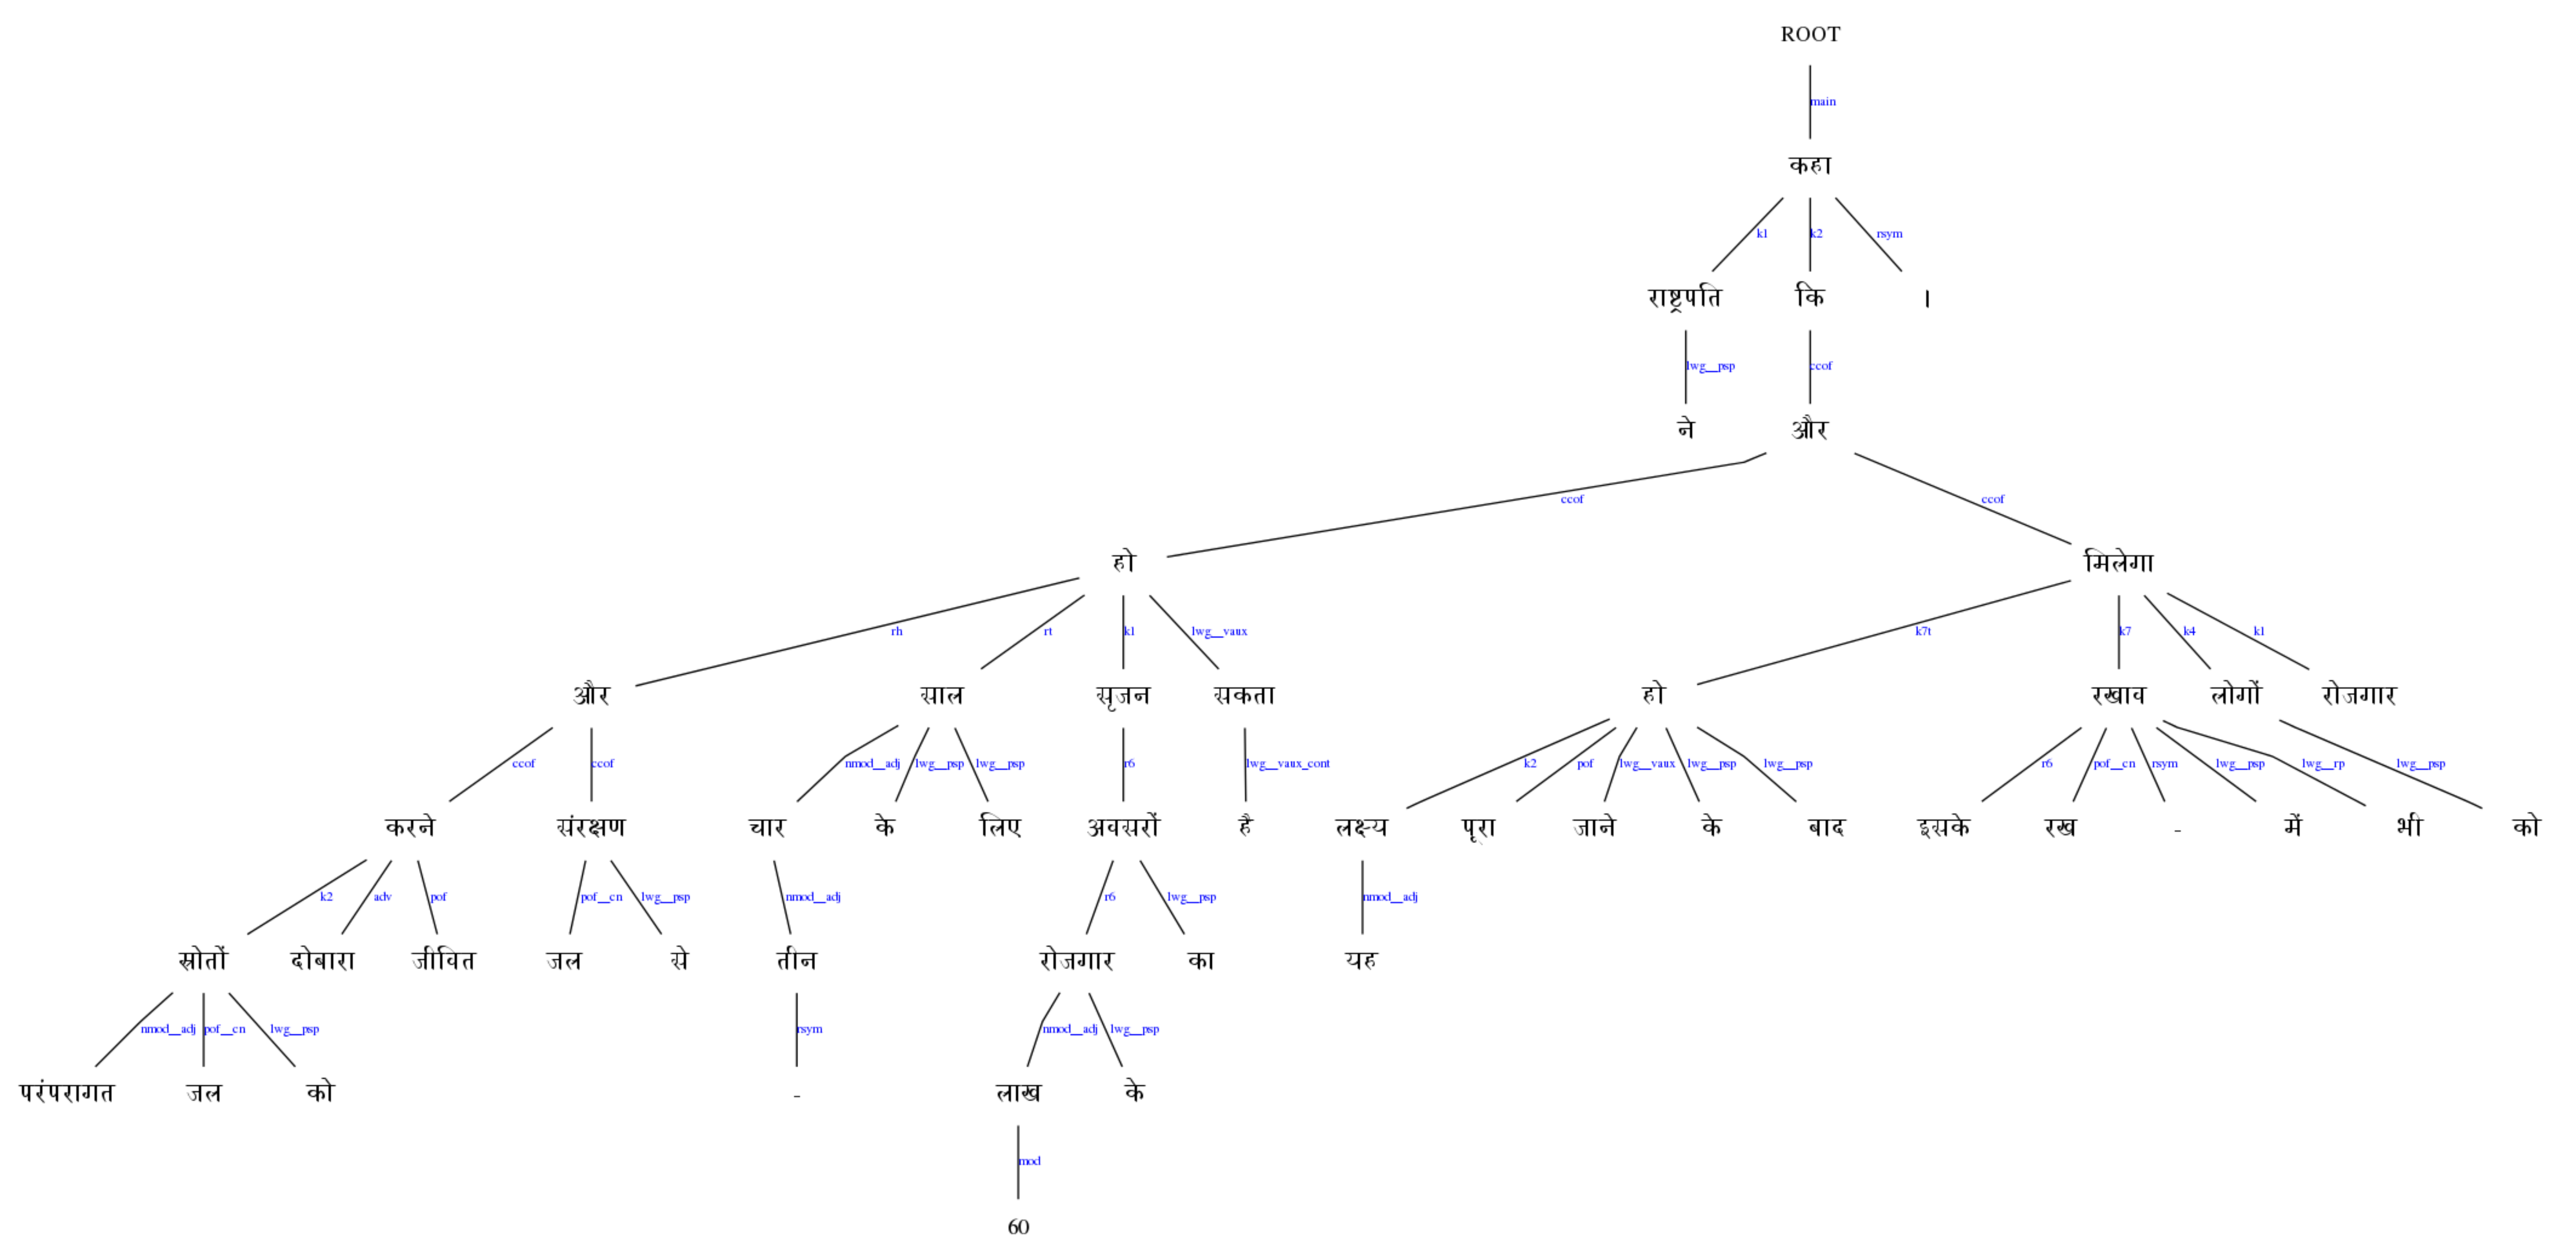 ROOT
main
कहा
k1 k2 rsym
राष्ट्रपति कि ।
lwg__psp ccof
ने और
ccof ccof
हो मिलेगा
rh rt k1 lwg__vaux k7t k7 k4 k1
और साल सृजन सकता हो रखाव लोगों रोजगार
ccof ccof nmod__adj lwg__psp lwg__psp r6 lwg__vaux_cont k2 pof lwg__vaux lwg__psp lwg__psp r6 pof__cn rsym lwg__psp lwg__rp lwg__psp
करने संरक्षण चार के लिए अवसरों है लक्ष्य पूरा जाने के बाद इसके रख - में भी को
k2 adv pof pof__cn lwg__psp nmod__adj r6 lwg__psp nmod__adj
स्रोतों दोबारा जीवित जल से तीन रोजगार का यह
nmod__adj pof__cn lwg__psp rsym nmod__adj lwg__psp
परंपरागत जल को - लाख के
mod
60